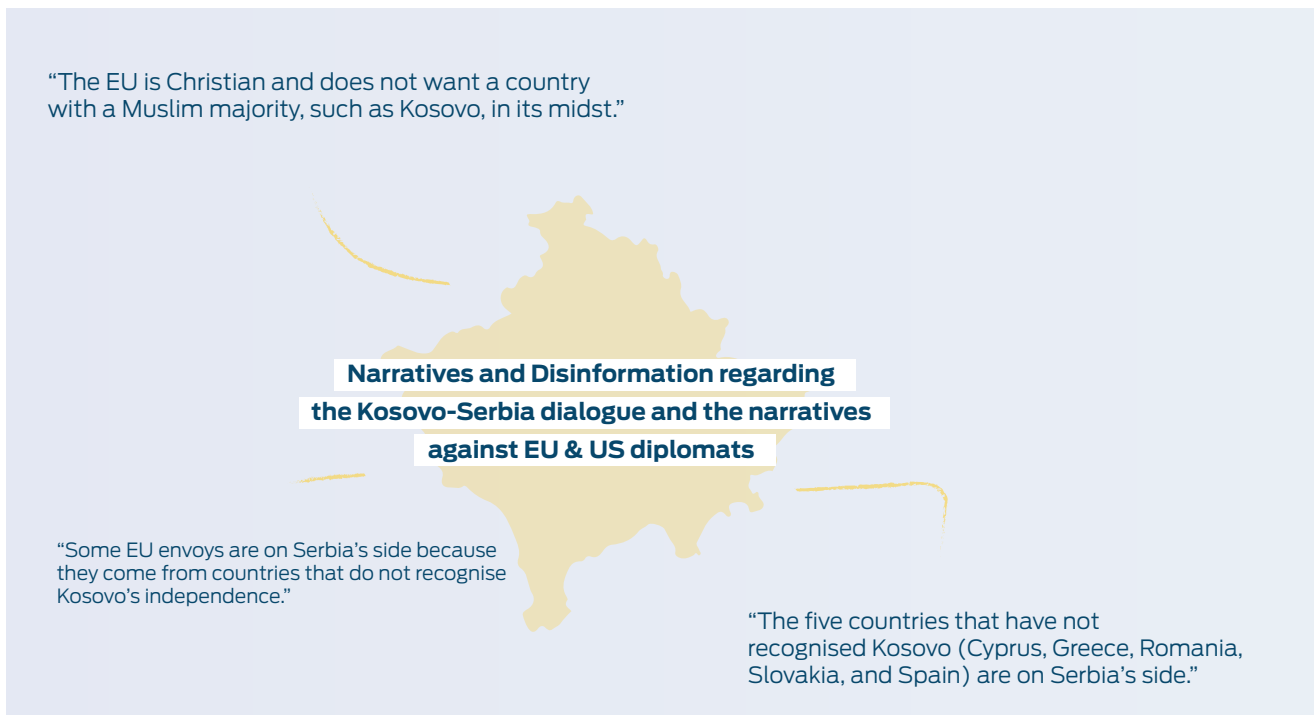 “The EU is Christian and does not want a country
with a Muslim majority, such as Kosovo, in its midst.”
Narratives and Disinformation regarding
the Kosovo-Serbia dialogue and the narratives
against EU & US diplomats
“Some EU envoys are on Serbia’s side because
they come from countries that do not recognise
Kosovo’s independence.”
“The five countries that have not
recognised Kosovo (Cyprus, Greece, Romania,
Slovakia, and Spain) are on Serbia’s side.”